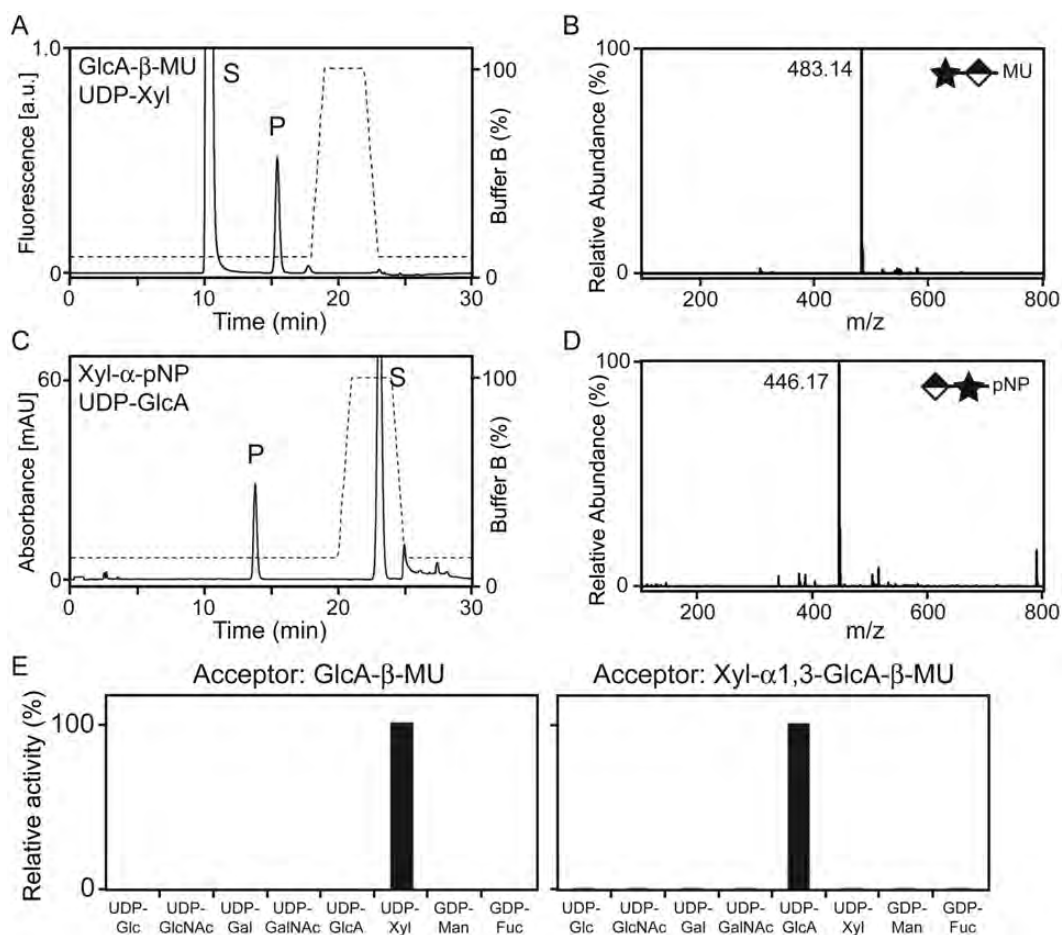 A
GlcA-β-MU
UDP-Xyl
S
P
1.0
0
Fluorescence [a.u.]
100
0
Buffer B (%)
0 10 20 30
Time (min)
B
100
0
Relative Abundance (%)
483.14
MU
200 400 600 800
m/z
C
Xyl-α-pNP
UDP-GlcA
S
P
60
0
Absorbance [mAU]
100
0
Buffer B (%)
0 10 20 30
Time (min)
D
100
0
Relative Abundance (%)
446.17
pNP
200 400 600 800
m/z
E
Acceptor: GlcA-β-MU
Acceptor: Xyl-α1,3-GlcA-β-MU
Relative activity (%)
100
0
UDP- UDP- UDP- UDP- UDP- UDP- GDP- GDP-
Glc GlcNAc Gal GalNAc GlcA Xyl Man Fuc
UDP- UDP- UDP- UDP- UDP- UDP- GDP- GDP-
Glc GlcNAc Gal GalNAc GlcA Xyl Man Fuc